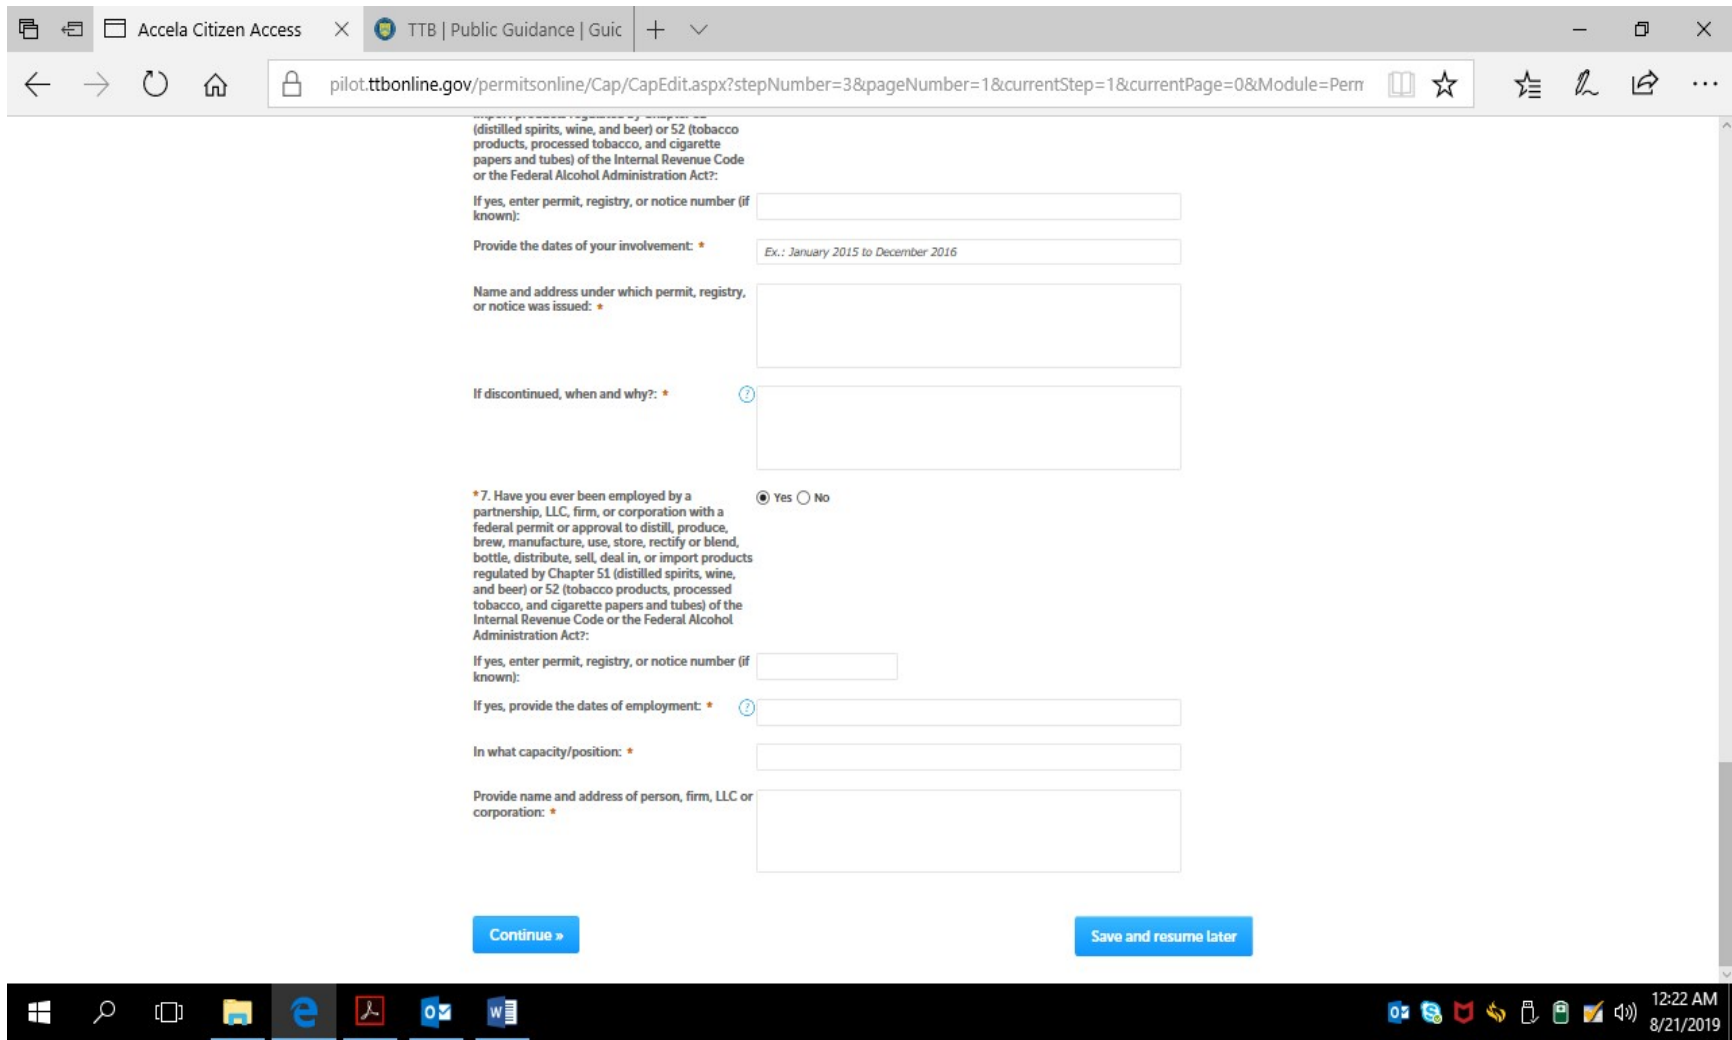 Accela Citizen Access
TTB | Public Guidance | Guic
pilot.ttbonline.gov/permitsonline/Cap/CapEdit.aspx?stepNumber=3&pageNumber=1&currentStep=1&currentPage=0&Module=Perm
(distilled spirits, wine, and beer) or 52 (tobacco
products, processed tobacco, and cigarette
papers and tubes) of the Internal Revenue Code
or the Federal Alcohol Administration Act?:
If yes, enter permit, registry, or notice number (if
known):
Provide the dates of your involvement: *
Ex.: January 2015 to December 2016
Name and address under which permit, registry,
or notice was issued: *
If discontinued, when and why?: *
*7. Have you ever been employed by a
partnership, LLC, firm, or corporation with a
federal permit or approval to distill, produce,
brew, manufacture, use, store, rectify or blend,
bottle, distribute, sell, deal in, or import products
regulated by Chapter 51 (distilled spirits, wine,
and beer) or 52 (tobacco products, processed
tobacco, and cigarette papers and tubes) of the
Internal Revenue Code or the Federal Alcohol
Administration Act?:
Yes No
If yes, enter permit, registry, or notice number (if
known):
If yes, provide the dates of employment: *
In what capacity/position: *
Provide name and address of person, firm, LLC or
corporation: *
Continue »
Save and resume later
12:22 AM
8/21/2019